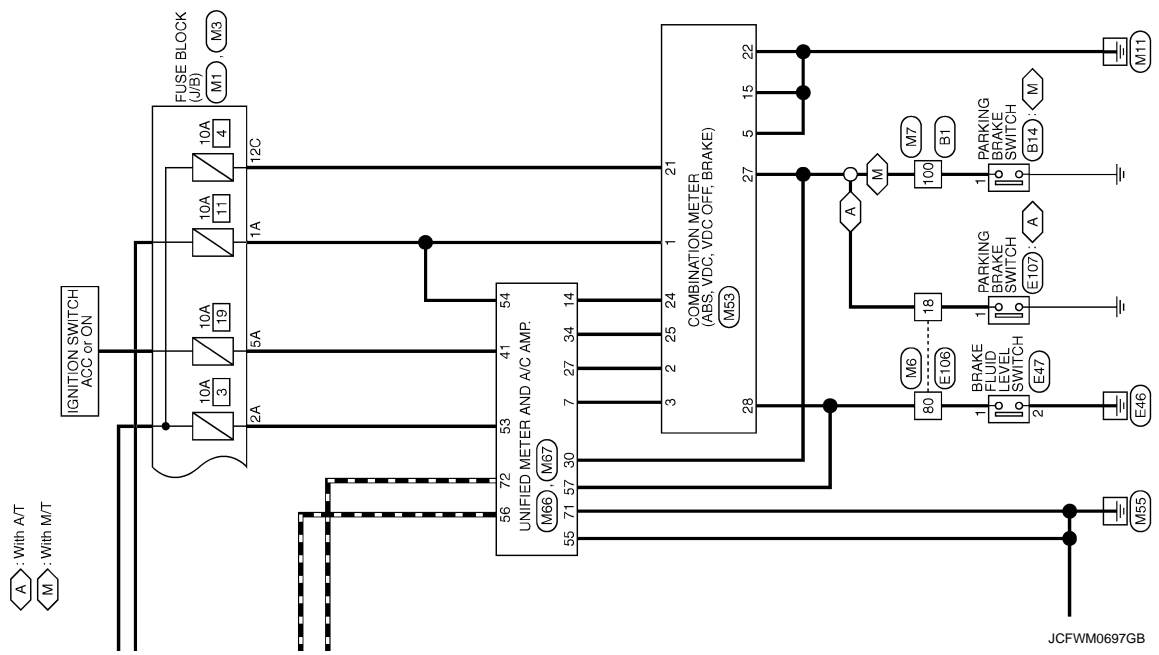 FUSE BLOCK
(J/B)
M1 , M3
10A
4
12C
10A
11
1A
10A
19
5A
10A
3
2A
IGNITION SWITCH
ACC or ON
A : With A/T
M : With M/T
54
41
53
72
56
UNIFIED METER AND A/C AMP.
M66 , M67
14
34
27
7
30
57
71
55
21
1
24
25
2
3
COMBINATION METER
(ABS, VDC, VDC OFF, BRAKE)
M53
22
15
5
27
28
M11
M
A
M7
B1
100
PARKING
BRAKE
SWITCH
B14 : M
1
18
PARKING
BRAKE
SWITCH
E107 : A
1
M6
E106
80
BRAKE
FLUID
LEVEL
SWITCH
E47
1
2
E46
M55
JCFWM0697GB